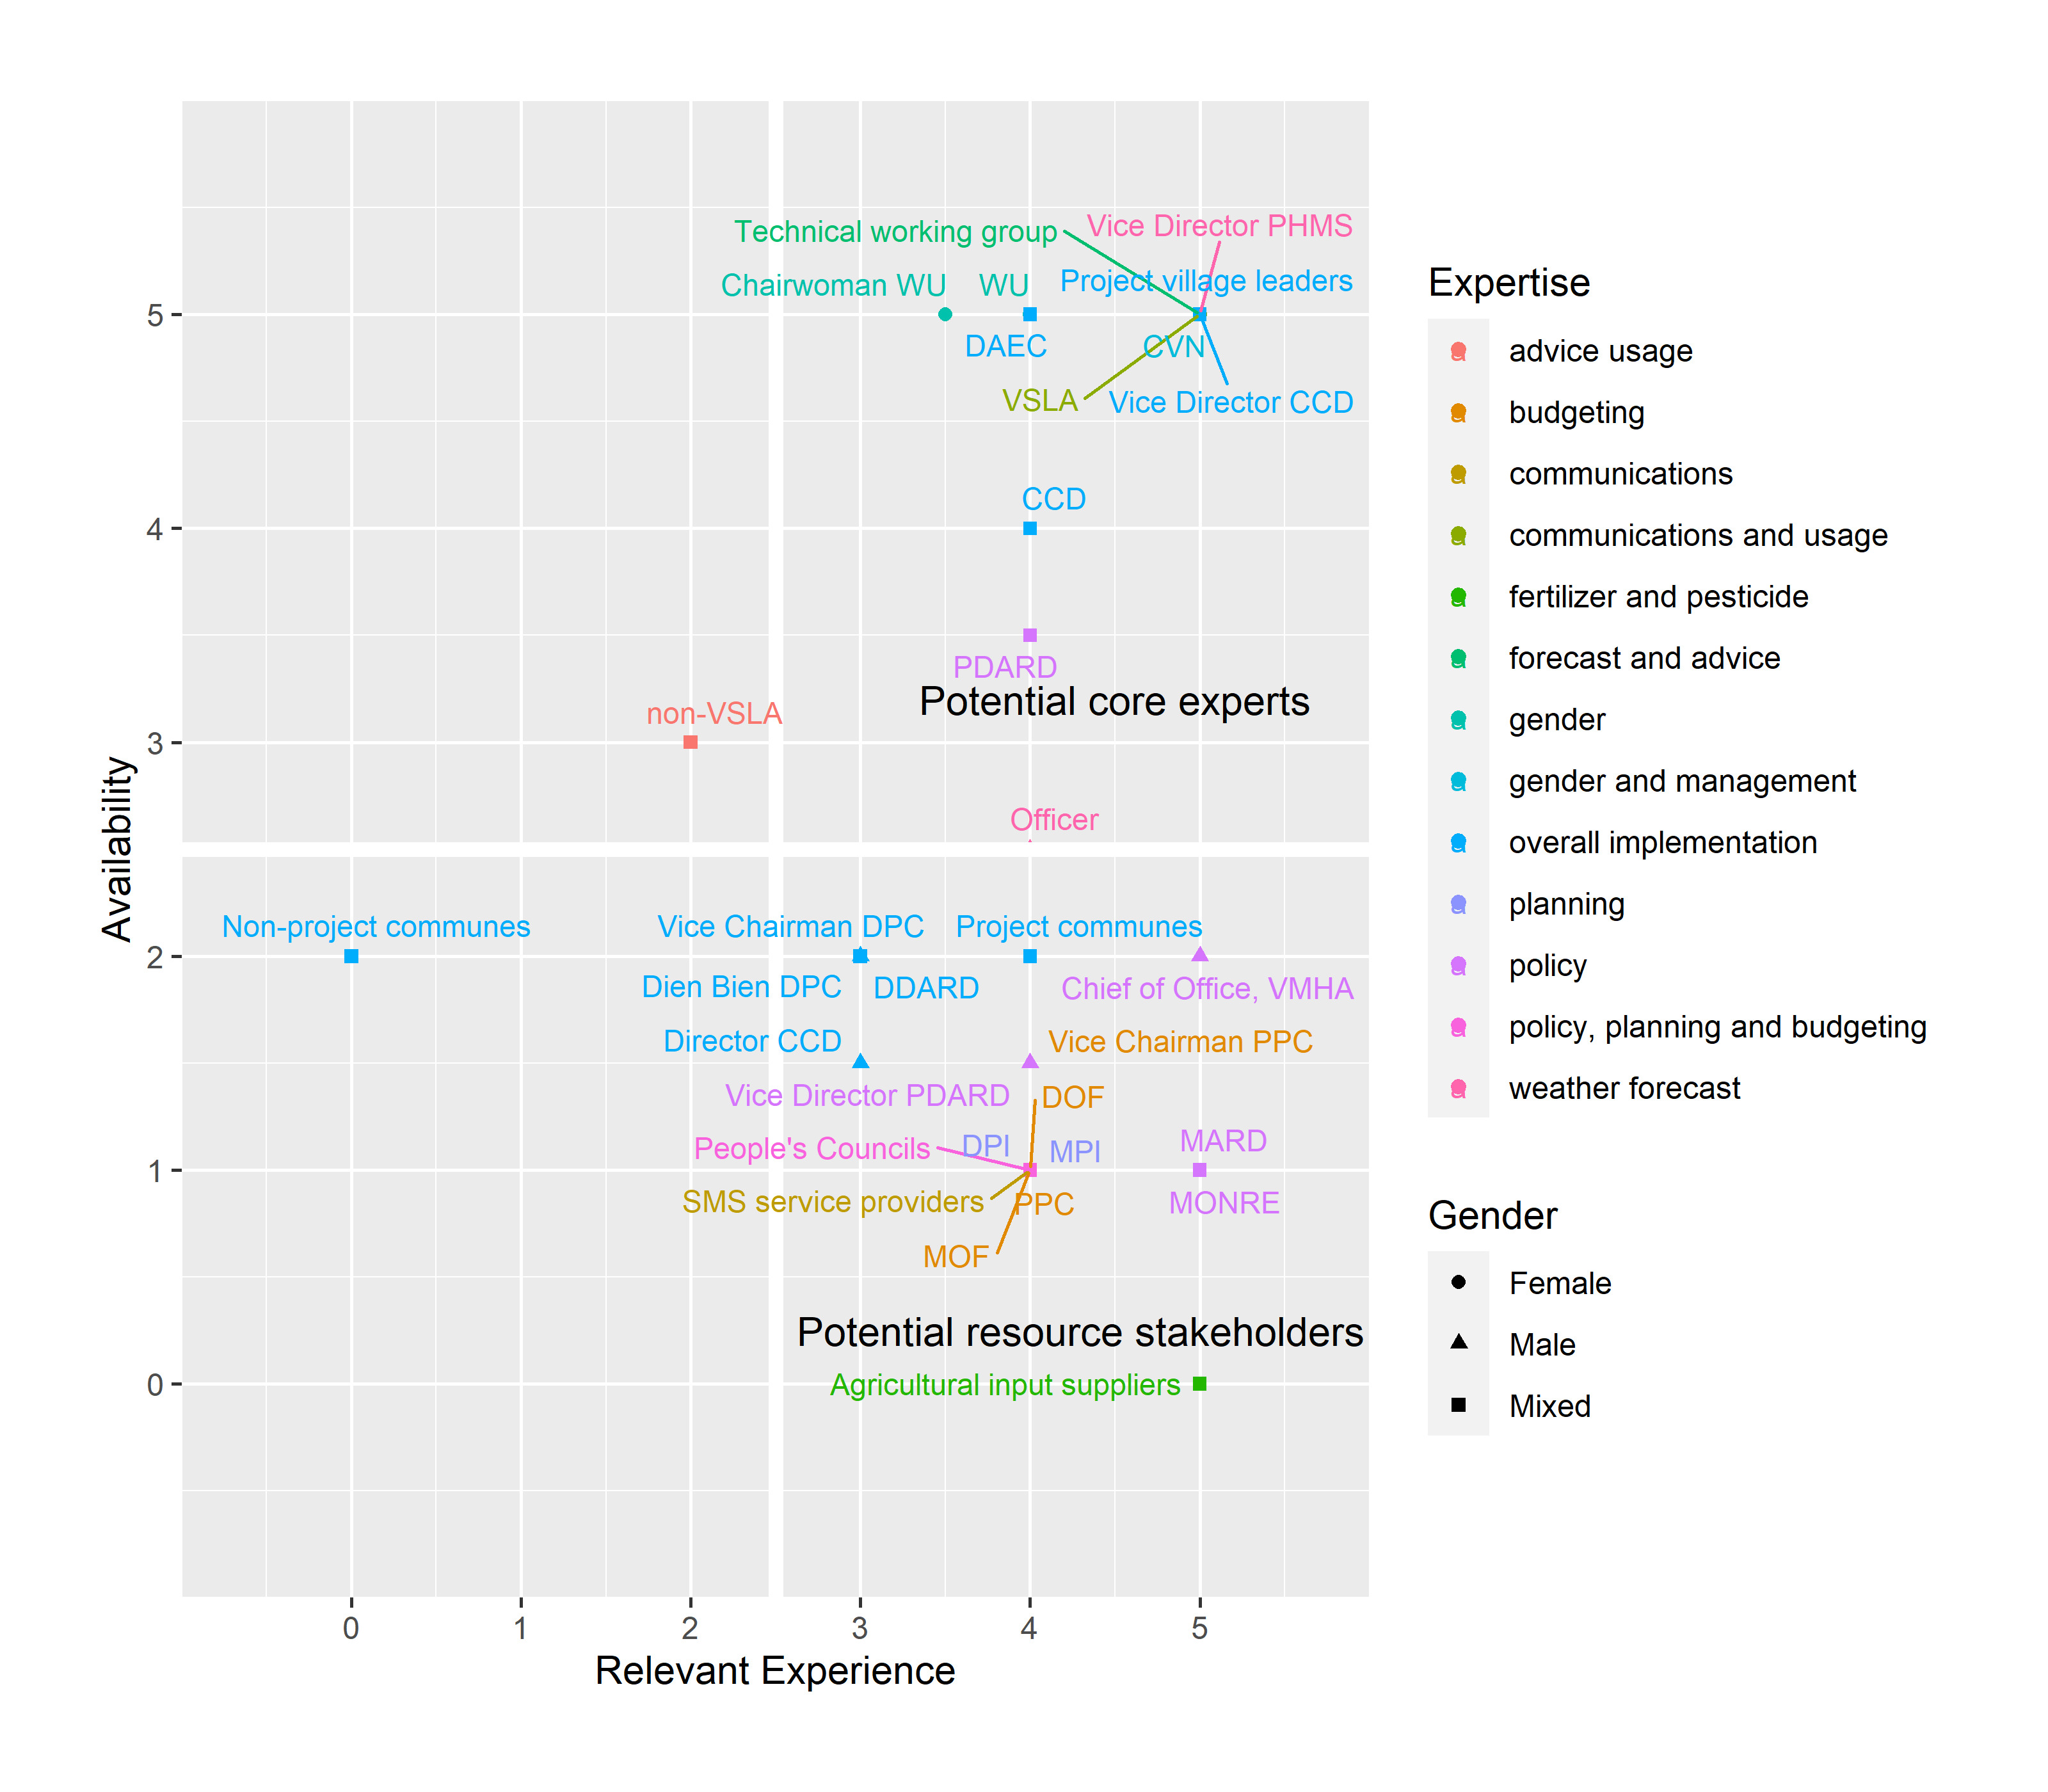 Technical working group
Vice Director PHMS
Chairwoman WU
WU
Project village leaders
5
DAEC
CVN
VSLA
Vice Director CCD
CCD
4
PDARD
Potential core experts
non-VSLA
3
Officer
Availability
Non-project communes
Vice Chairman DPC
Project communes
2
Dien Bien DPC
DDARD
Chief of Office, VMHA
Director CCD
Vice Chairman PPC
Vice Director PDARD
DOF
People's Councils
DPI
MPI
MARD
1
SMS service providers
PPC
MONRE
MOF
Potential resource stakeholders
0
Agricultural input suppliers
0 1 2 3 4 5
Relevant Experience
Expertise
a advice usage
a budgeting
a communications
a communications and usage
a fertilizer and pesticide
a forecast and advice
a gender
a gender and management
a overall implementation
a planning
a policy
a policy, planning and budgeting
a weather forecast
Gender
Female
Male
Mixed